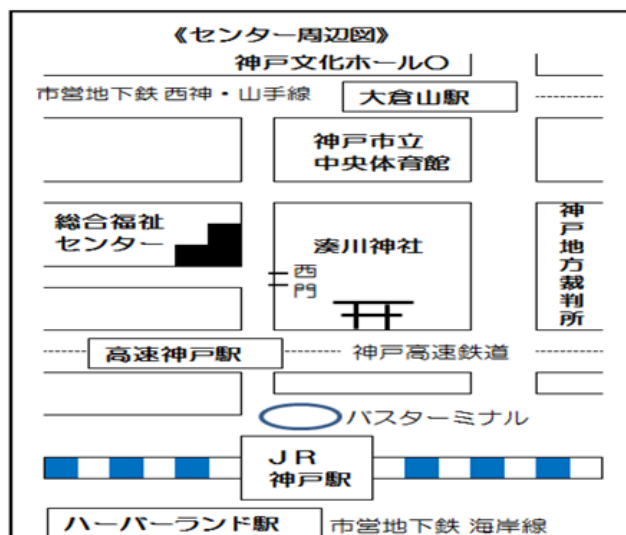 《センター周辺図》
神戸文化ホール〇
市営地下鉄 西神・山手線
大倉山駅
神戸市立
中央体育館
総合福祉
センター
湊川神社
西門
神戸地方裁判所
高速神戸駅
神戸高速鉄道
バスターミナル
JR
神戸駅
ハーバーランド駅
市営地下鉄 海岸線